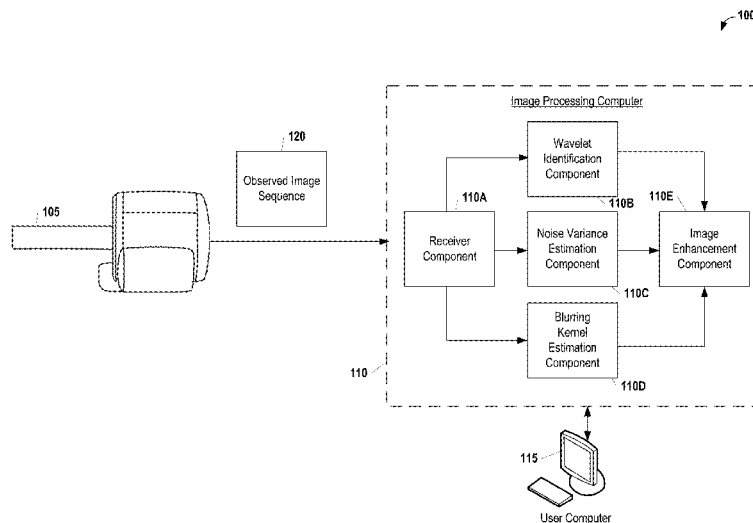 100
Image Processing Computer
120
Observed Image
Sequence
105
Wavelet
Identification
Component
110B
110A
Receiver
Component
Noise Variance
Estimation
Component
110C
110E
Image
Enhancement
Component
Blurring
Kernel
Estimation
Component
110D
110
115
User Computer